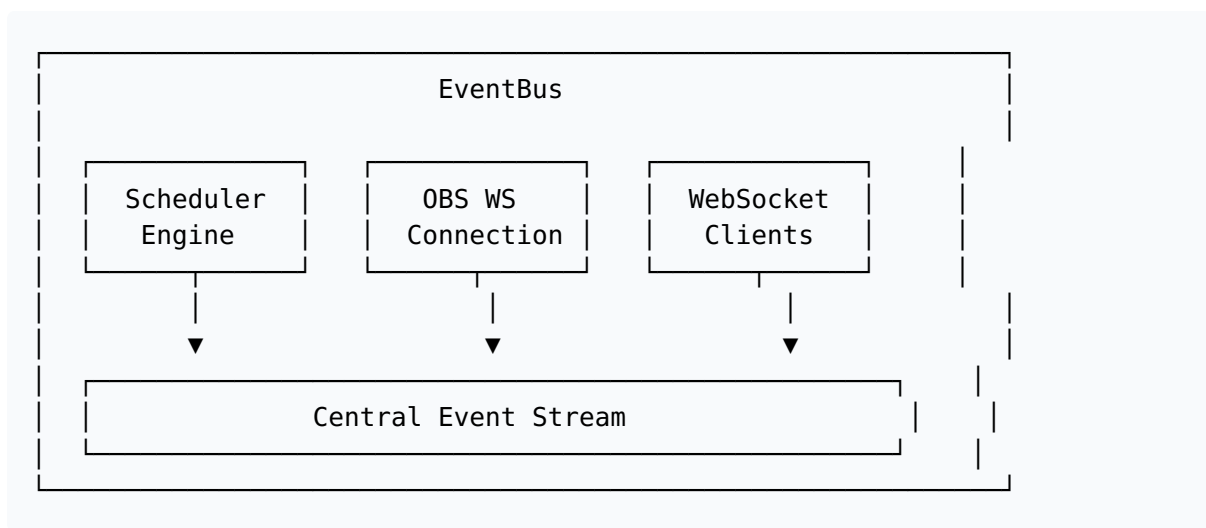 EventBus
Scheduler OBS WS WebSocket
Engine Connection Clients
Central Event Stream